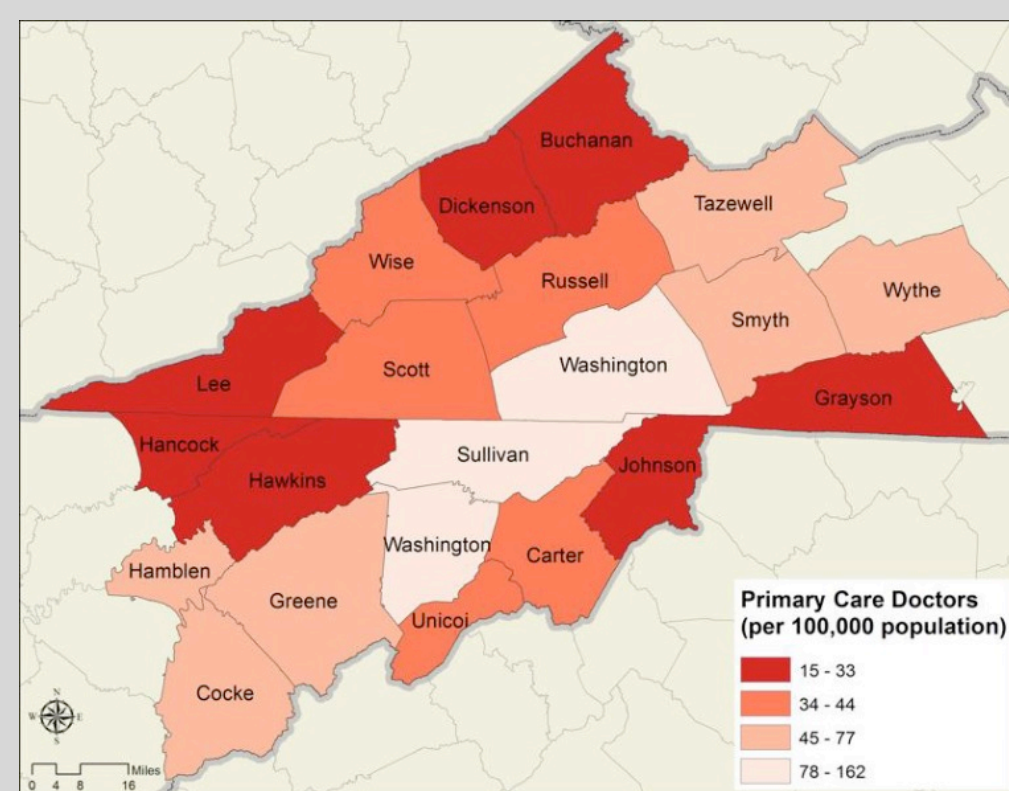 Buchanan
Dickenson
Tazewell
Wise
Russell
Wythe
Smyth
Washington
Scott
Lee
Grayson
Hancock
Sullivan
Johnson
Hawkins
Washington
Carter
Hamblen
Greene
Unicoi
Cocke
Primary Care Doctors
(per 100,000 population)
15 - 33
34 - 44
45 - 77
78 - 162
N
W E
S
Miles
0 4 8 16